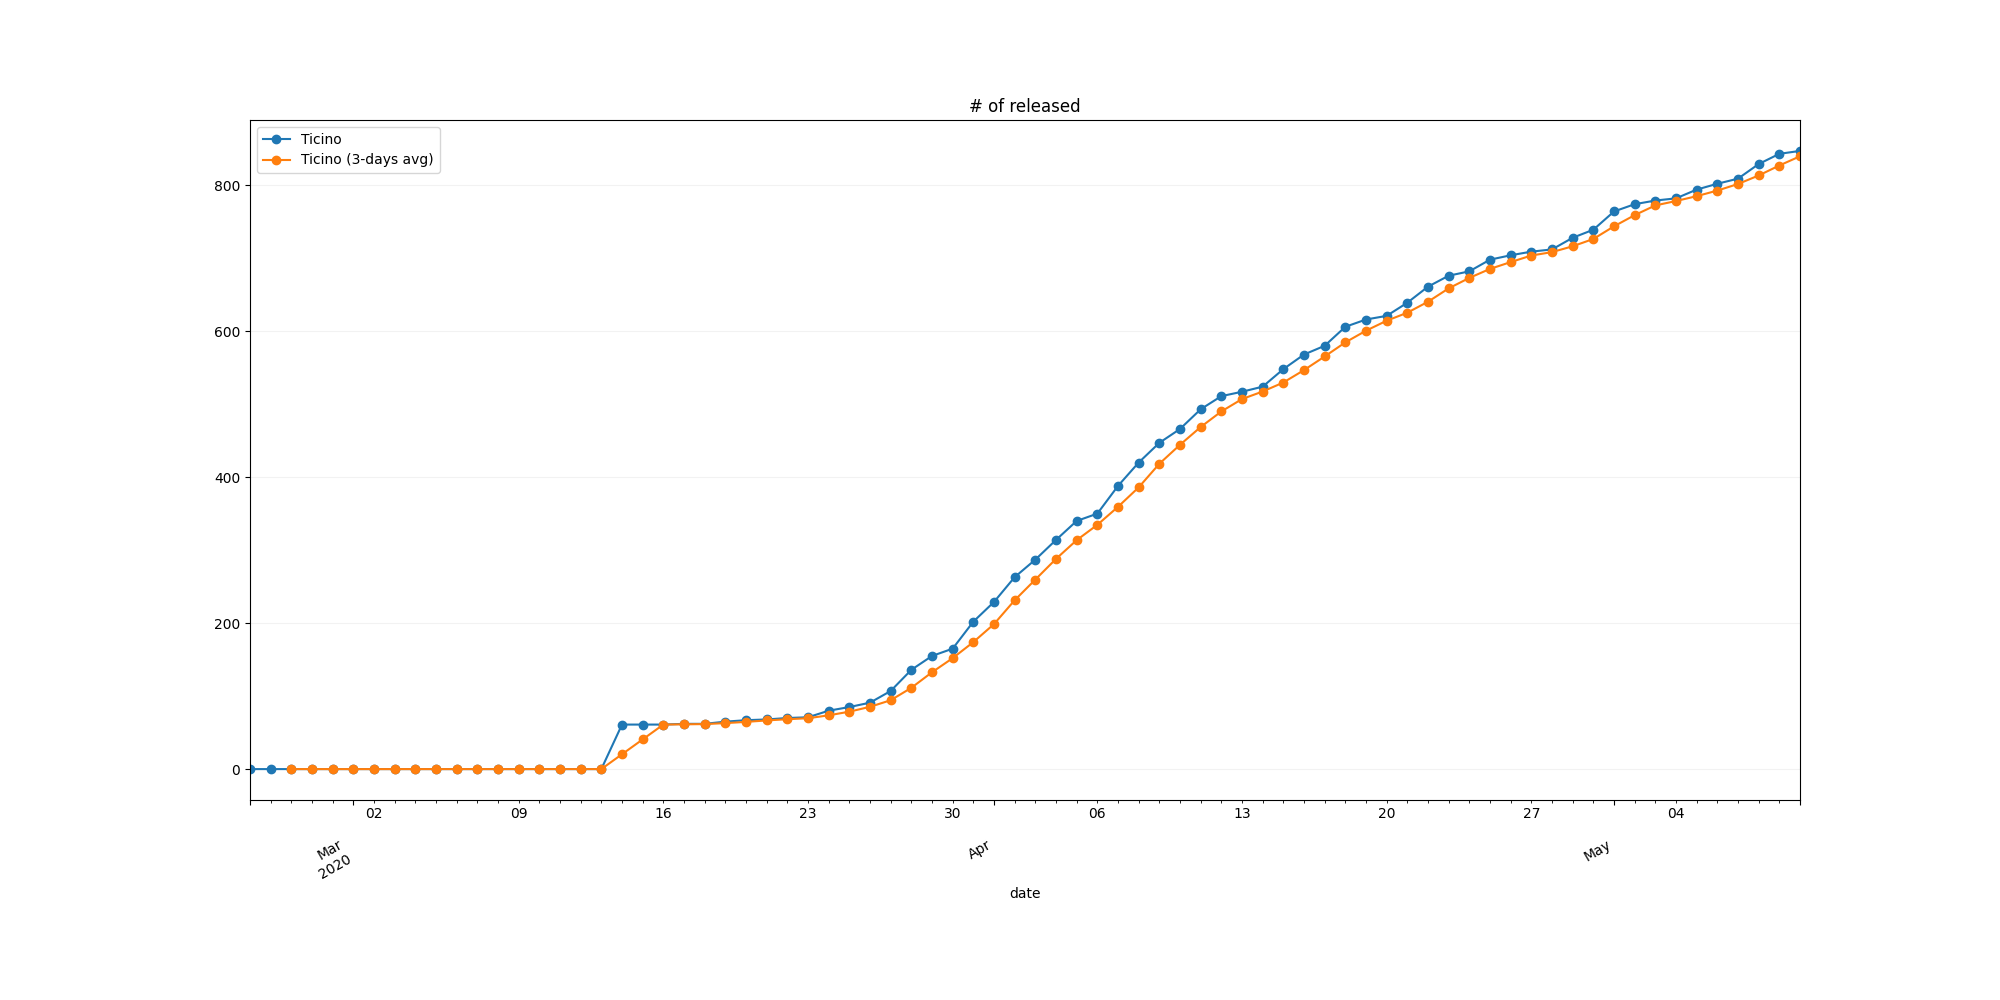 # of released
Ticino
Ticino (3-days avg)
800
600
400
200
0
02 09 16 23 30 06 13 20 27 04
Mar
2020
Apr
May
date